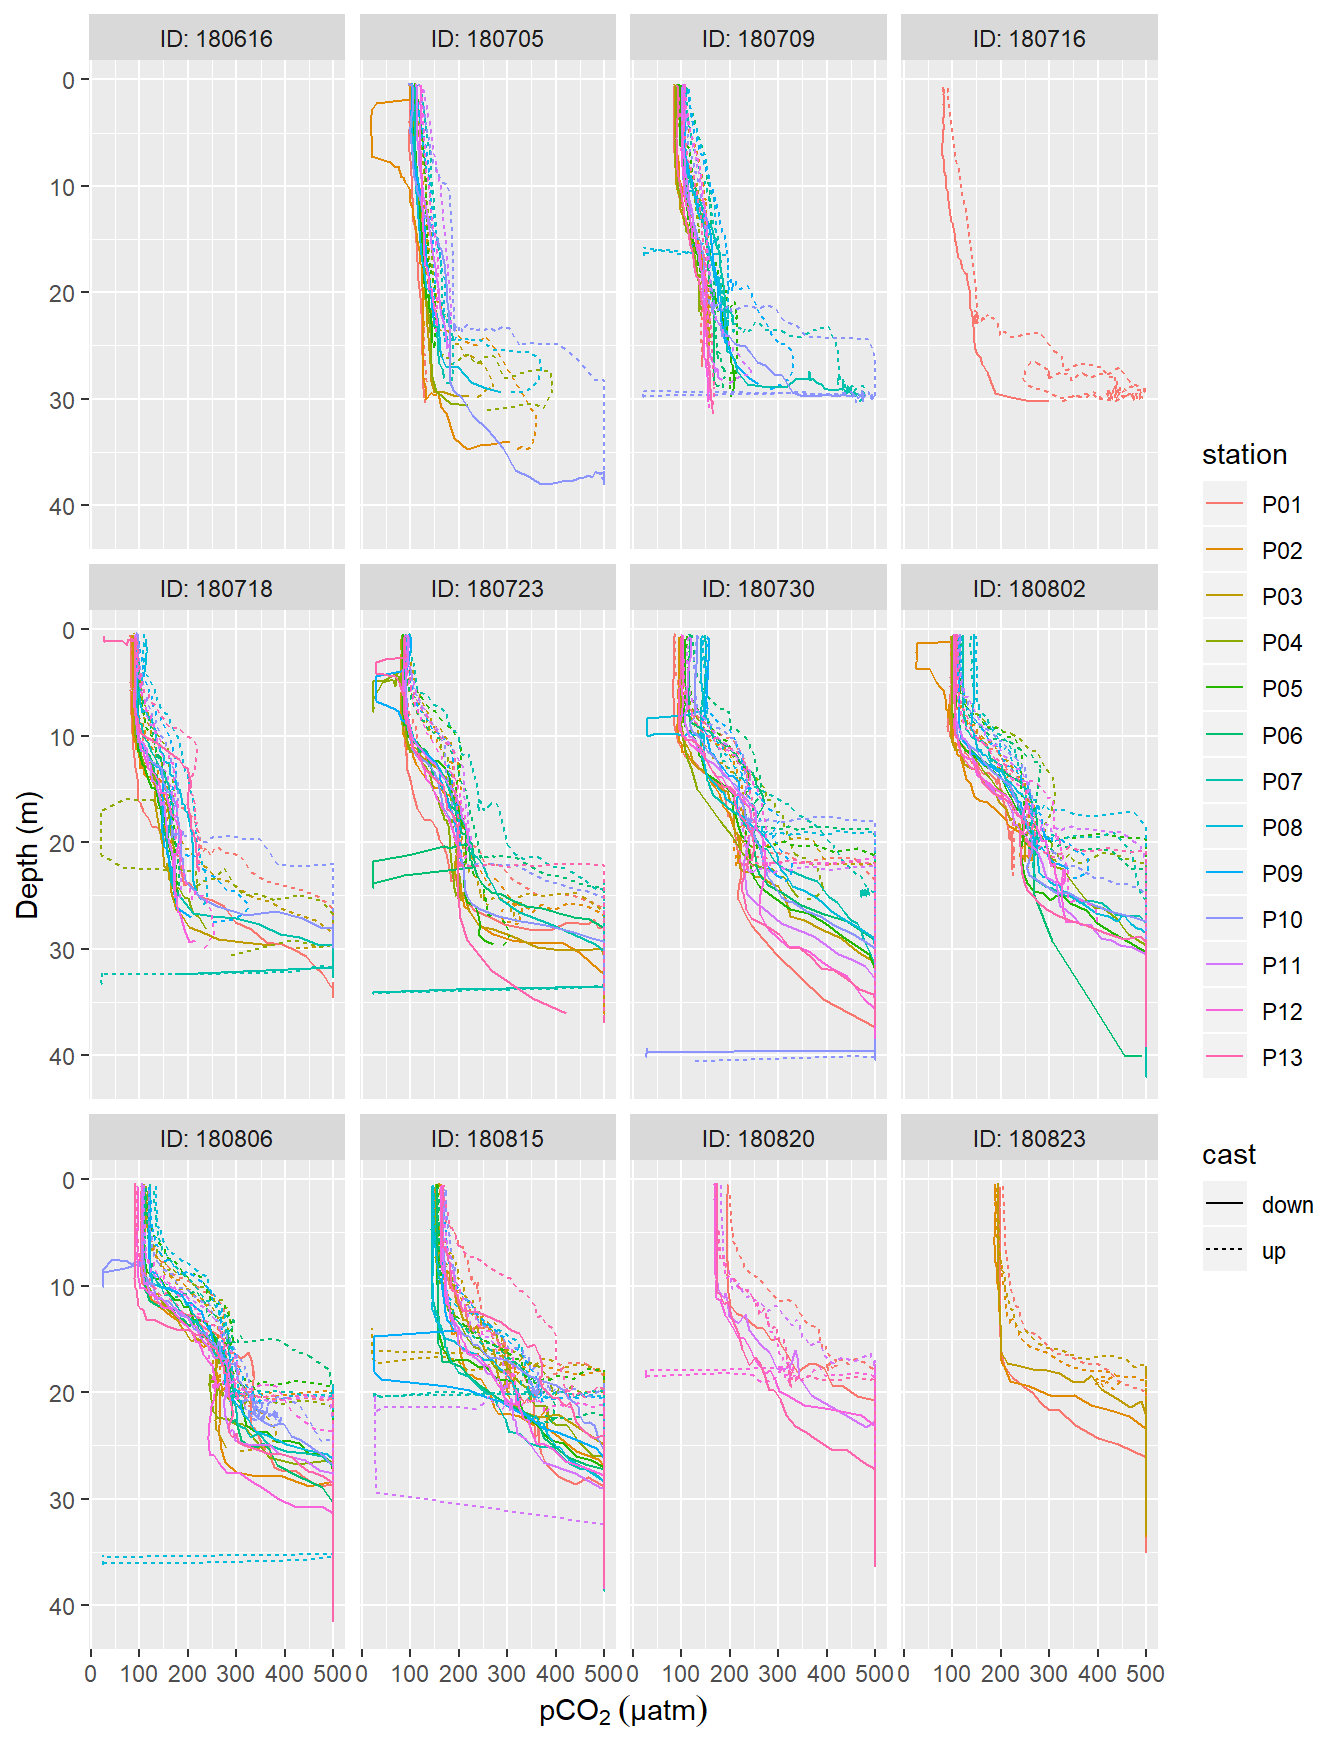 ID: 180616
ID: 180705
ID: 180709
ID: 180716
0
10
20
30
40
ID: 180718
ID: 180723
ID: 180730
ID: 180802
0
10
20
30
40
ID: 180806
ID: 180815
ID: 180820
ID: 180823
0
10
20
30
40
0 100 200 300 400 500
0 100 200 300 400 500
0 100 200 300 400 500
0 100 200 300 400 500
Depth (m)
pCO₂ (µatm)
station
P01
P02
P03
P04
P05
P06
P07
P08
P09
P10
P11
P12
P13
cast
down
up